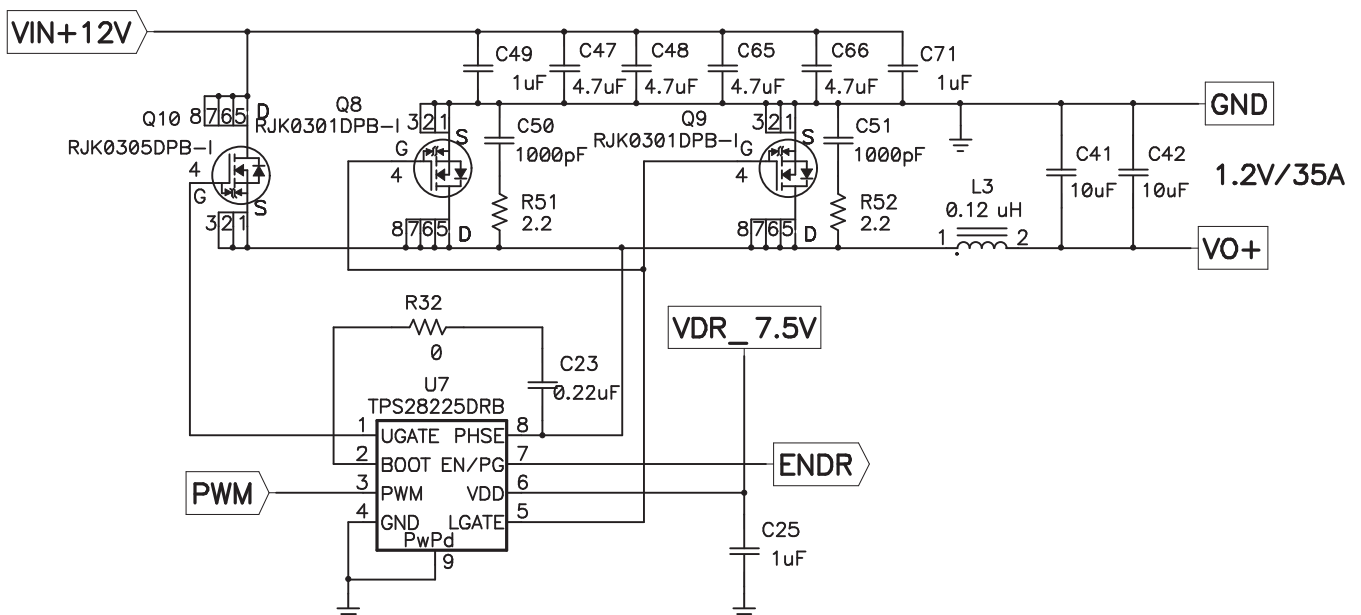 VIN+12V
C49
1uF
C47
4.7uF
C48
4.7uF
C65
4.7uF
C66
4.7uF
C71
1uF
GND
Q10
RJK0305DPB-I
8 7 6 5
D
4
G
S
3 2 1
Q8
RJK0301DPB-I
3 2 1
S
G
4
8 7 6 5
D
C50
1000pF
R51
2.2
Q9
RJK0301DPB-I
3 2 1
S
G
4
8 7 6 5
D
C51
1000pF
R52
2.2
L3
0.12 uH
1
2
C41
10uF
C42
10uF
1.2V/35A
VO+
R32
0
C23
0.22uF
VDR_ 7.5V
U7
TPS28225DRB
1
UGATE
PHSE
8
2
BOOT
EN/PG
7
ENDR
PWM
3
PWM
VDD
6
4
GND
LGATE
5
PwPd
9
C25
1uF